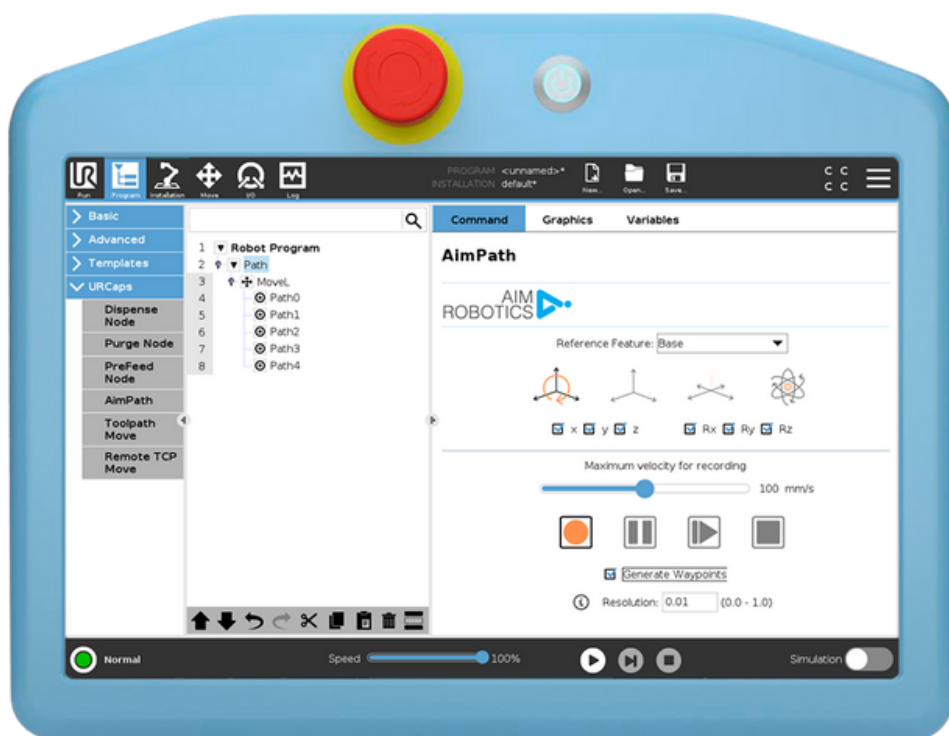 UR
Run
Program
Installation
Move
I/O
Log
PROGRAM <unnamed>*
INSTALLATION default*
New...
Open...
Save...
C C
C C
Basic
Advanced
Templates
URCaps
Dispense
Node
Purge Node
PreFeed
Node
AimPath
Toolpath
Move
Remote TCP
Move
1 Robot Program
2 Path
3 MoveL
4 Path0
5 Path1
6 Path2
7 Path3
8 Path4
Command Graphics Variables
AimPath
AIM
ROBOTICS
Reference Feature: Base
x y z Rx Ry Rz
Maximum velocity for recording
100 mm/s
Generate Waypoints
Resolution: 0.01 (0.0 - 1.0)
Normal
Speed 100%
Simulation